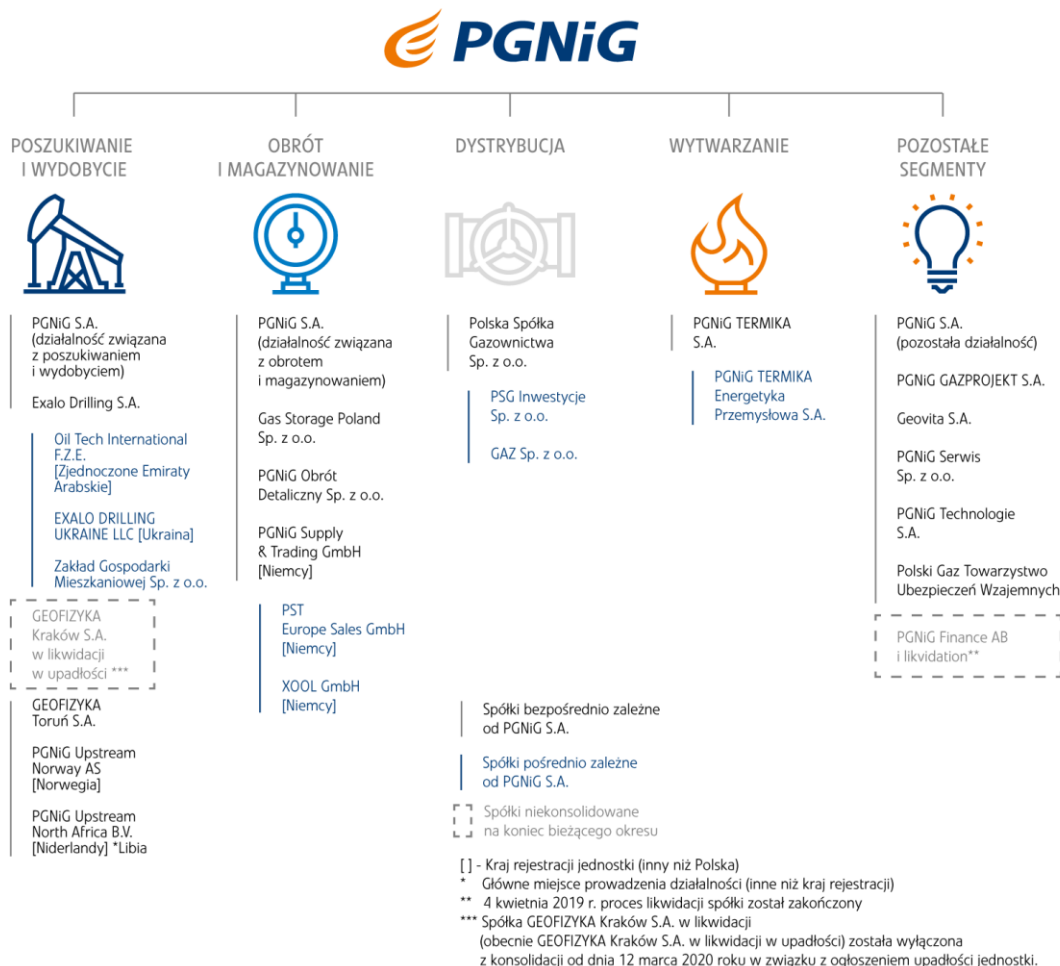 PGNiG
POSZUKIWANIE
I WYDOBYCIE
PGNiG S.A.
(działalność związana
z poszukiwaniem
i wydobyciem)
Exalo Drilling S.A.
Oil Tech International
F.Z.E.
[Zjednoczone Emiraty
Arabskie]
EXALO DRILLING
UKRAINE LLC [Ukraina]
Zakład Gospodarki
Mieszkaniowej Sp. z o.o.
GEOFIZYKA
Kraków S.A.
w likwidacji
w upadłości ***
GEOFIZYKA
Toruń S.A.
PGNiG Upstream
Norway AS
[Norwegia]
PGNiG Upstream
North Africa B.V.
[Niderlandy] *Libia
OBRÓT
I MAGAZYNOWANIE
PGNiG S.A.
(działalność związana
z obrotem
i magazynowaniem)
Gas Storage Poland
Sp. z o.o.
PGNiG Obrót
Detaliczny Sp. z o.o.
PGNiG Supply
& Trading GmbH
[Niemcy]
PST
Europe Sales GmbH
[Niemcy]
XOOL GmbH
[Niemcy]
DYSTRYBUCJA
Polska Spółka
Gazownictwa
Sp. z o.o.
PSG Inwestycje
Sp. z o.o.
GAZ Sp. z o.o.
WYTWARZANIE
PGNiG TERMIKA
S.A.
PGNiG TERMIKA
Energetyka
Przemysłowa S.A.
POZOSTAŁE
SEGMENTY
PGNiG S.A.
(pozostała działalność)
PGNiG GAZPROJEKT S.A.
Geovita S.A.
PGNiG Serwis
Sp. z o.o.
PGNiG Technologie
S.A.
Polski Gaz Towarzystwo
Ubezpieczeń Wzajemnych
PGNiG Finance AB
i likvidation**
Spółki bezpośrednio zależne
od PGNiG S.A.
Spółki pośrednio zależne
od PGNiG S.A.
Spółki niekonsolidowane
na koniec bieżącego okresu
[ ] - Kraj rejestracji jednostki (inny niż Polska)
* Główne miejsce prowadzenia działalności (inne niż kraj rejestracji)
** 4 kwietnia 2019 r. proces likwidacji spółki został zakończony
*** Spółka GEOFIZYKA Kraków S.A. w likwidacji
(obecnie GEOFIZYKA Kraków S.A. w likwidacji w upadłości) została wyłączona
z konsolidacji od dnia 12 marca 2020 roku w związku z ogłoszeniem upadłości jednostki.